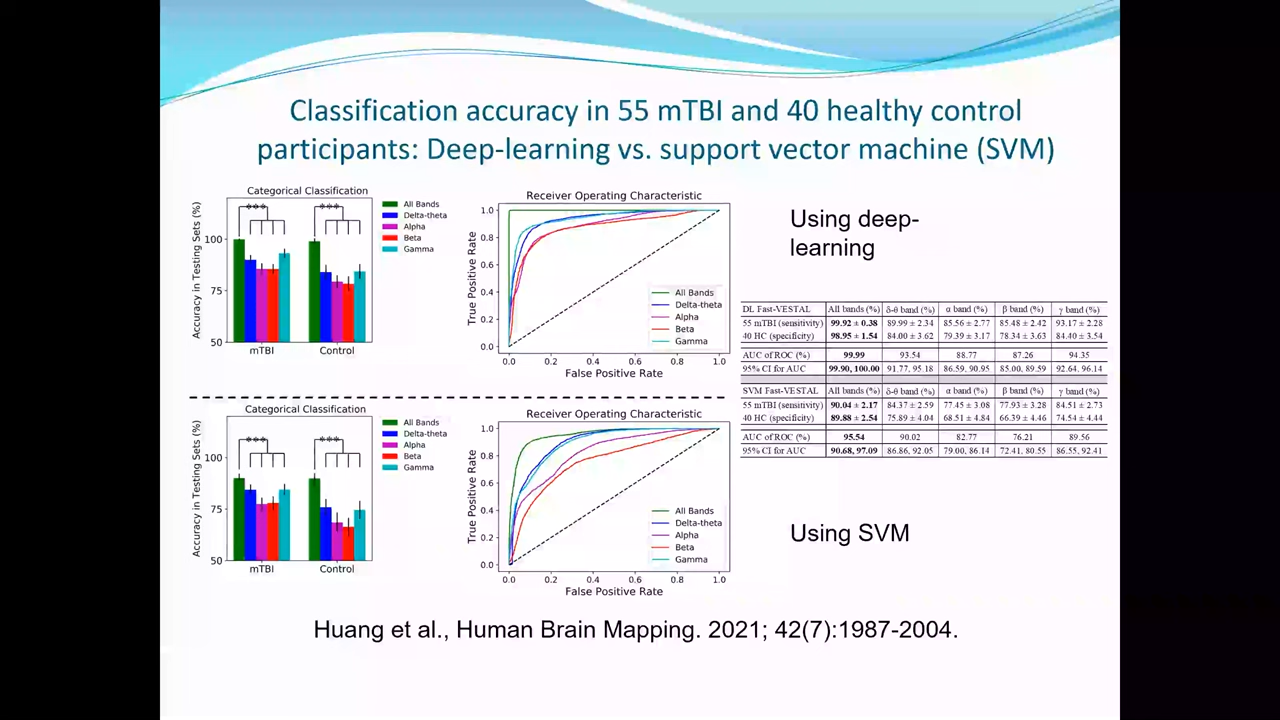 Classification accuracy in 55 mTBI and 40 healthy control
participants: Deep-learning vs. support vector machine (SVM)
Categorical Classification
***
***
Accuracy in Testing Sets (%)
100
75
50
mTBI
Control
All Bands
Delta-theta
Alpha
Beta
Gamma
Receiver Operating Characteristic
True Positive Rate
1.0
0.8
0.6
0.4
0.2
0.0
0.0 0.2 0.4 0.6 0.8 1.0
False Positive Rate
All Bands
Delta-theta
Alpha
Beta
Gamma
Using deep-
learning
DL Fast-VESTAL All bands (%) δ-θ band (%) α band (%) β band (%) γ band (%)
55 mTBI (sensitivity) 99.92 ± 0.38 89.99 ± 2.34 85.56 ± 2.77 85.48 ± 2.42 93.17 ± 2.28
40 HC (specificity) 98.95 ± 1.54 84.00 ± 3.62 79.39 ± 3.17 78.34 ± 3.63 84.40 ± 3.54
AUC of ROC (%) 99.99 93.54 88.77 87.26 94.35
95% CI for AUC 99.90, 100.00 91.77, 95.18 86.59, 90.95 85.00, 89.59 92.64, 96.14
SVM Fast-VESTAL All bands (%) δ-θ band (%) α band (%) β band (%) γ band (%)
55 mTBI (sensitivity) 90.04 ± 2.17 84.37 ± 2.59 77.45 ± 3.08 77.93 ± 3.28 84.51 ± 2.73
40 HC (specificity) 89.88 ± 2.54 75.89 ± 4.04 68.51 ± 4.84 66.39 ± 4.46 74.54 ± 4.44
AUC of ROC (%) 95.54 90.02 82.77 76.21 89.56
95% CI for AUC 90.68, 97.09 86.86, 92.05 79.00, 86.14 72.41, 80.55 86.55, 92.41
Categorical Classification
***
***
Accuracy in Testing Sets (%)
100
75
50
mTBI
Control
All Bands
Delta-theta
Alpha
Beta
Gamma
Receiver Operating Characteristic
True Positive Rate
1.0
0.8
0.6
0.4
0.2
0.0
0.0 0.2 0.4 0.6 0.8 1.0
False Positive Rate
All Bands
Delta-theta
Alpha
Beta
Gamma
Using SVM
Huang et al., Human Brain Mapping. 2021; 42(7):1987-2004.